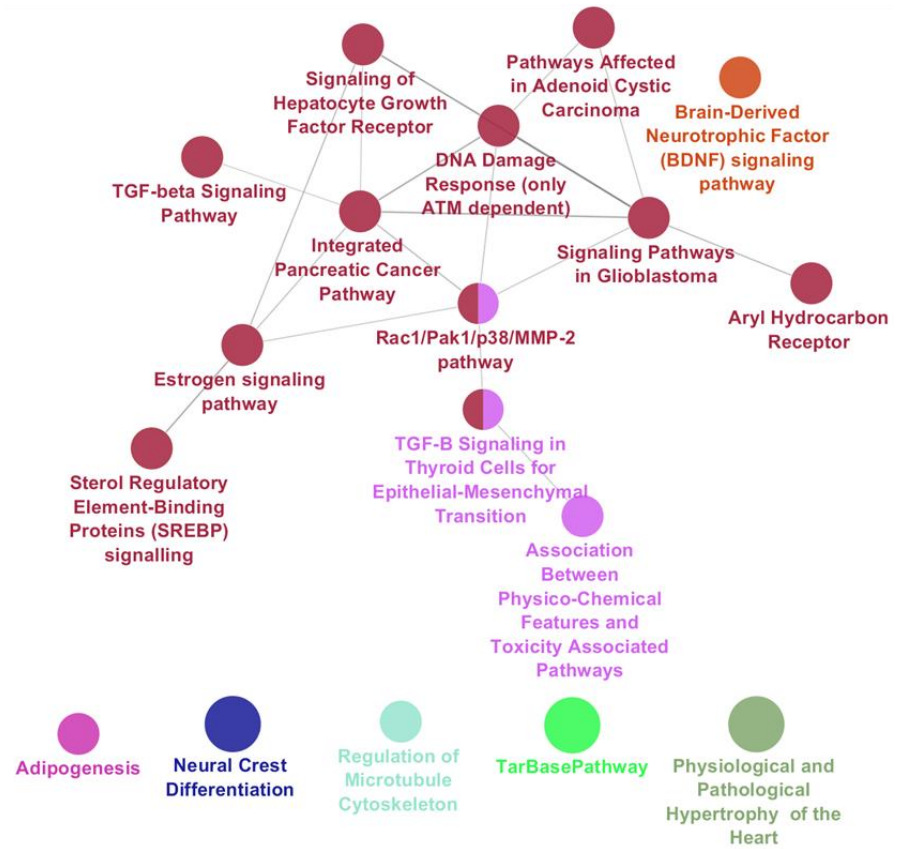 Signaling of
Hepatocyte Growth
Factor Receptor
Pathways Affected
in Adenoid Cystic
Carcinoma
Brain-Derived
Neurotrophic Factor
(BDNF) signaling
pathway
DNA Damage
Response (only
ATM dependent)
TGF-beta Signaling
Pathway
Integrated
Pancreatic Cancer
Pathway
Signaling Pathways
in Glioblastoma
Aryl Hydrocarbon
Receptor
Rac1/Pak1/p38/MMP-2
pathway
Estrogen signaling
pathway
TGF-B Signaling in
Thyroid Cells for
Epithelial-Mesenchymal
Transition
Sterol Regulatory
Element-Binding
Proteins (SREBP)
signalling
Association
Between
Physico-Chemical
Features and
Toxicity Associated
Pathways
Adipogenesis
Neural Crest
Differentiation
Regulation of
Microtubule
Cytoskeleton
TarBasePathway
Physiological and
Pathological
Hypertrophy of the
Heart